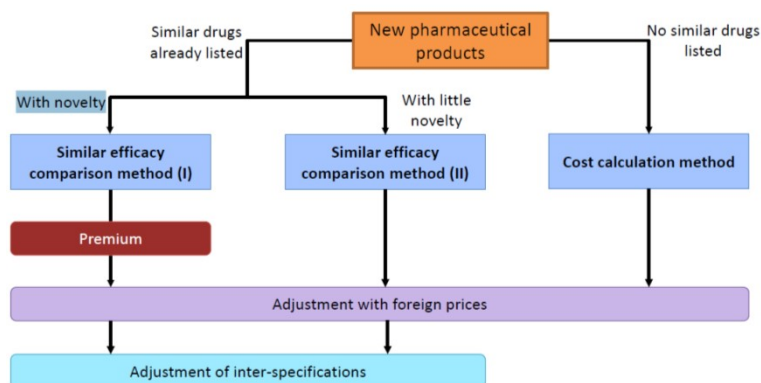 Similar drugs
already listed
New pharmaceutical
products
No similar drugs
listed
With novelty
With little
novelty
Similar efficacy
comparison method (I)
Similar efficacy
comparison method (II)
Cost calculation method
Premium
Adjustment with foreign prices
Adjustment of inter-specifications